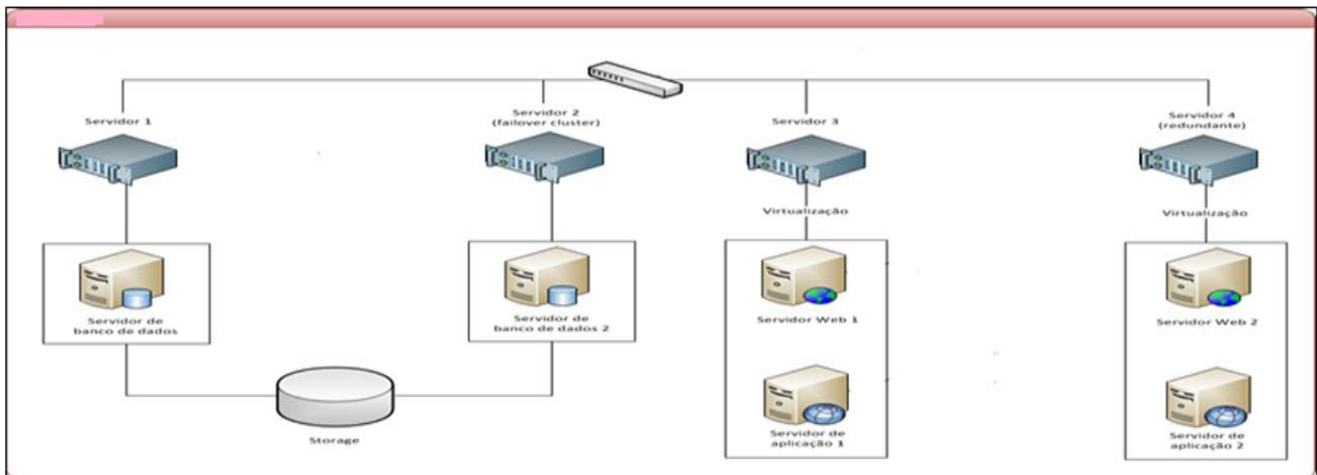 Servidor 1
Servidor 2
(failover cluster)
Servidor 3
Servidor 4
(redundante)
Virtualização
Virtualização
Servidor de
banco de dados
Servidor de
banco de dados 2
Servidor Web 1
Servidor Web 2
Storage
Servidor de
aplicação 1
Servidor de
aplicação 2